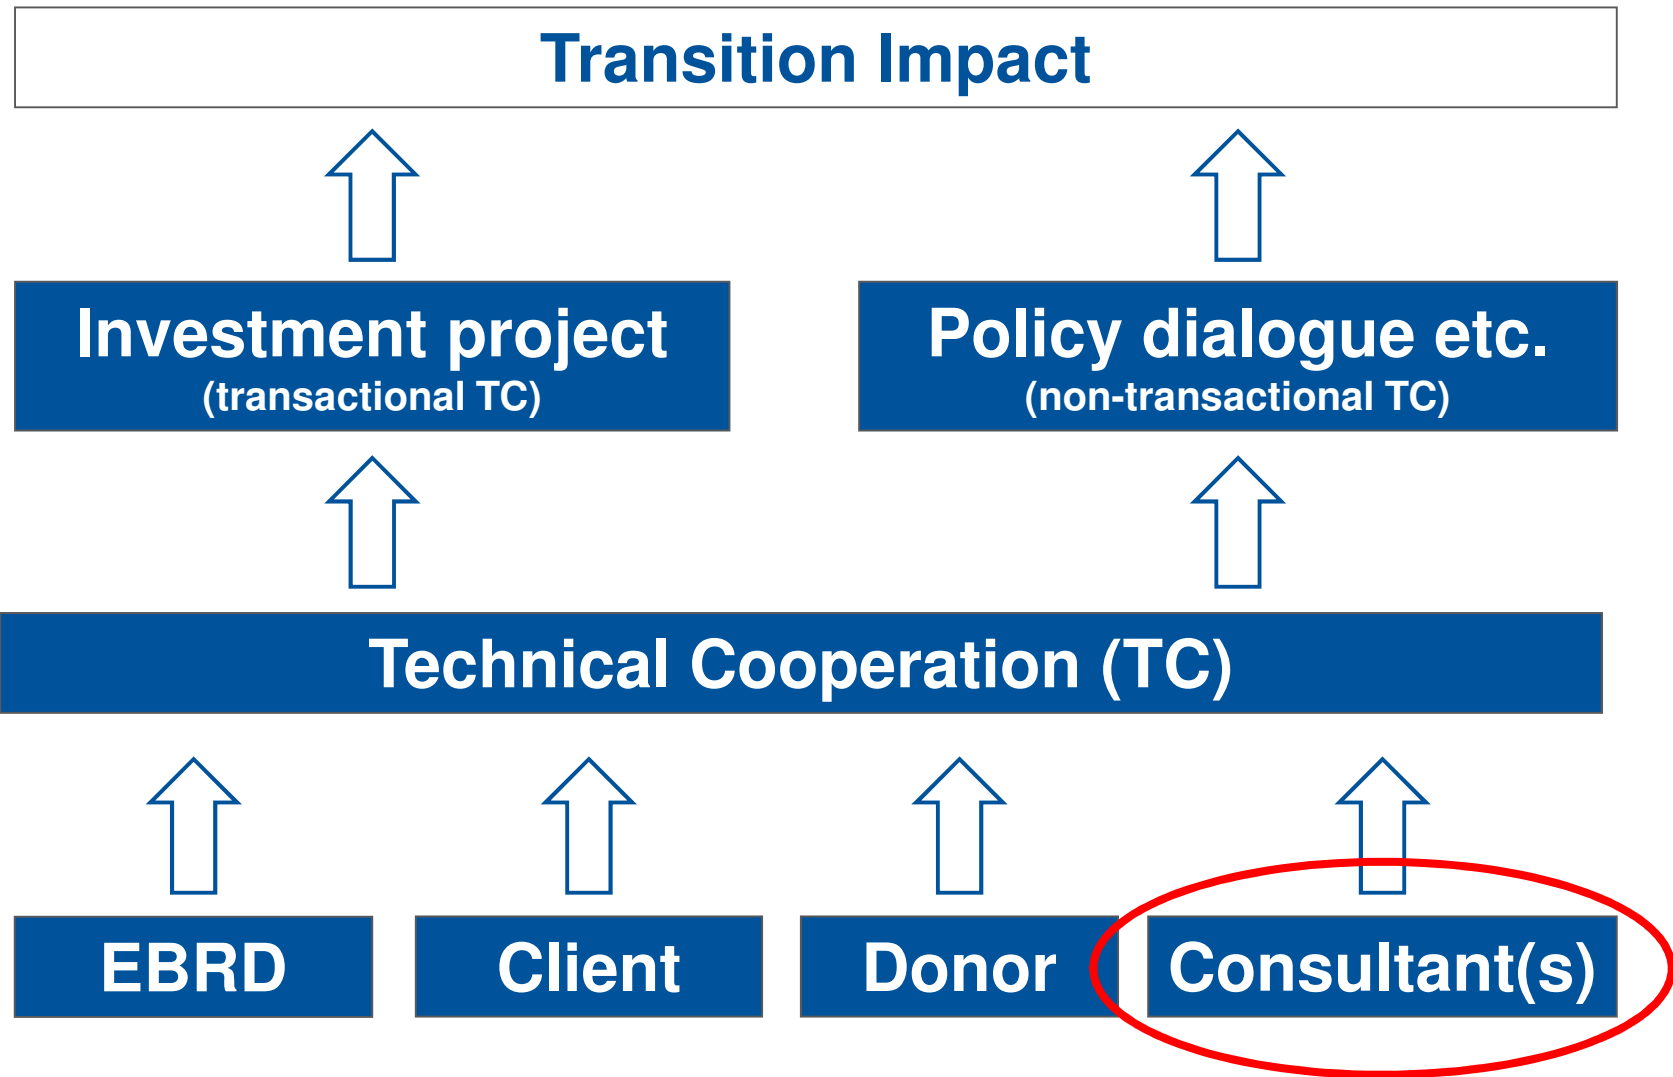 Transition Impact
Investment project
(transactional TC)
Policy dialogue etc.
(non-transactional TC)
Technical Cooperation (TC)
EBRD
Client
Donor
Consultant(s)